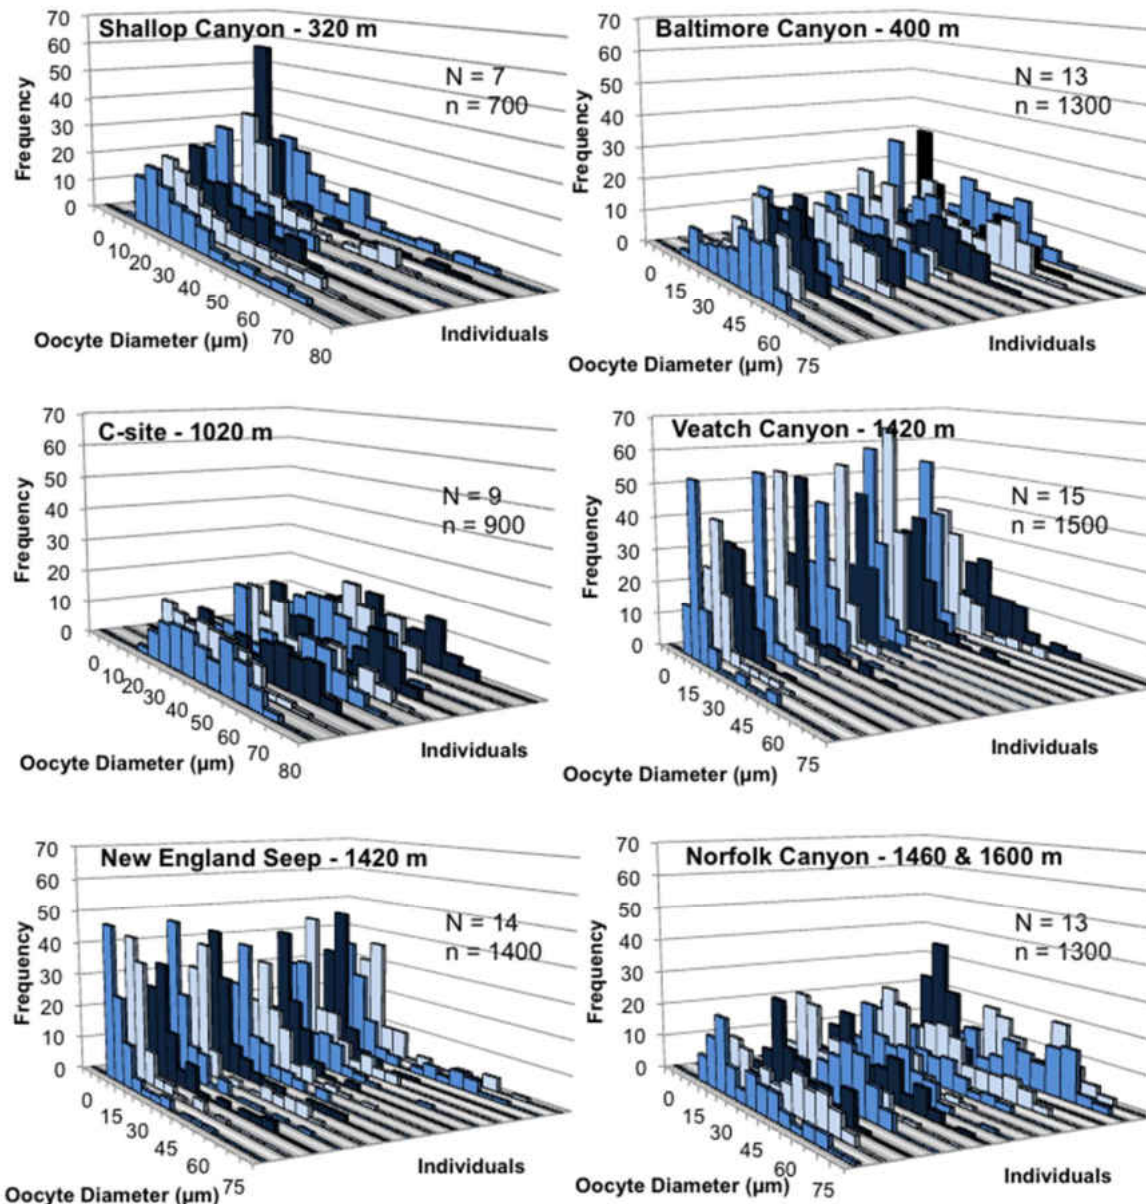 Shallop Canyon - 320 m
N = 7
n = 700
Frequency
70
60
50
40
30
20
10
0
0
10
20
30
40
50
60
70
80
Oocyte Diameter (µm)
Individuals
Baltimore Canyon - 400 m
N = 13
n = 1300
Frequency
70
60
50
40
30
20
10
0
0
15
30
45
60
75
Oocyte Diameter (µm)
Individuals
C-site - 1020 m
N = 9
n = 900
Frequency
70
60
50
40
30
20
10
0
0
10
20
30
40
50
60
70
80
Oocyte Diameter (µm)
Individuals
Veatch Canyon - 1420 m
N = 15
n = 1500
Frequency
70
60
50
40
30
20
10
0
0
15
30
45
60
75
Oocyte Diameter (µm)
Individuals
New England Seep - 1420 m
N = 14
n = 1400
Frequency
70
60
50
40
30
20
10
0
0
15
30
45
60
75
Oocyte Diameter (µm)
Individuals
Norfolk Canyon - 1460 & 1600 m
N = 13
n = 1300
Frequency
70
60
50
40
30
20
10
0
0
15
30
45
60
75
Oocyte Diameter (µm)
Individuals